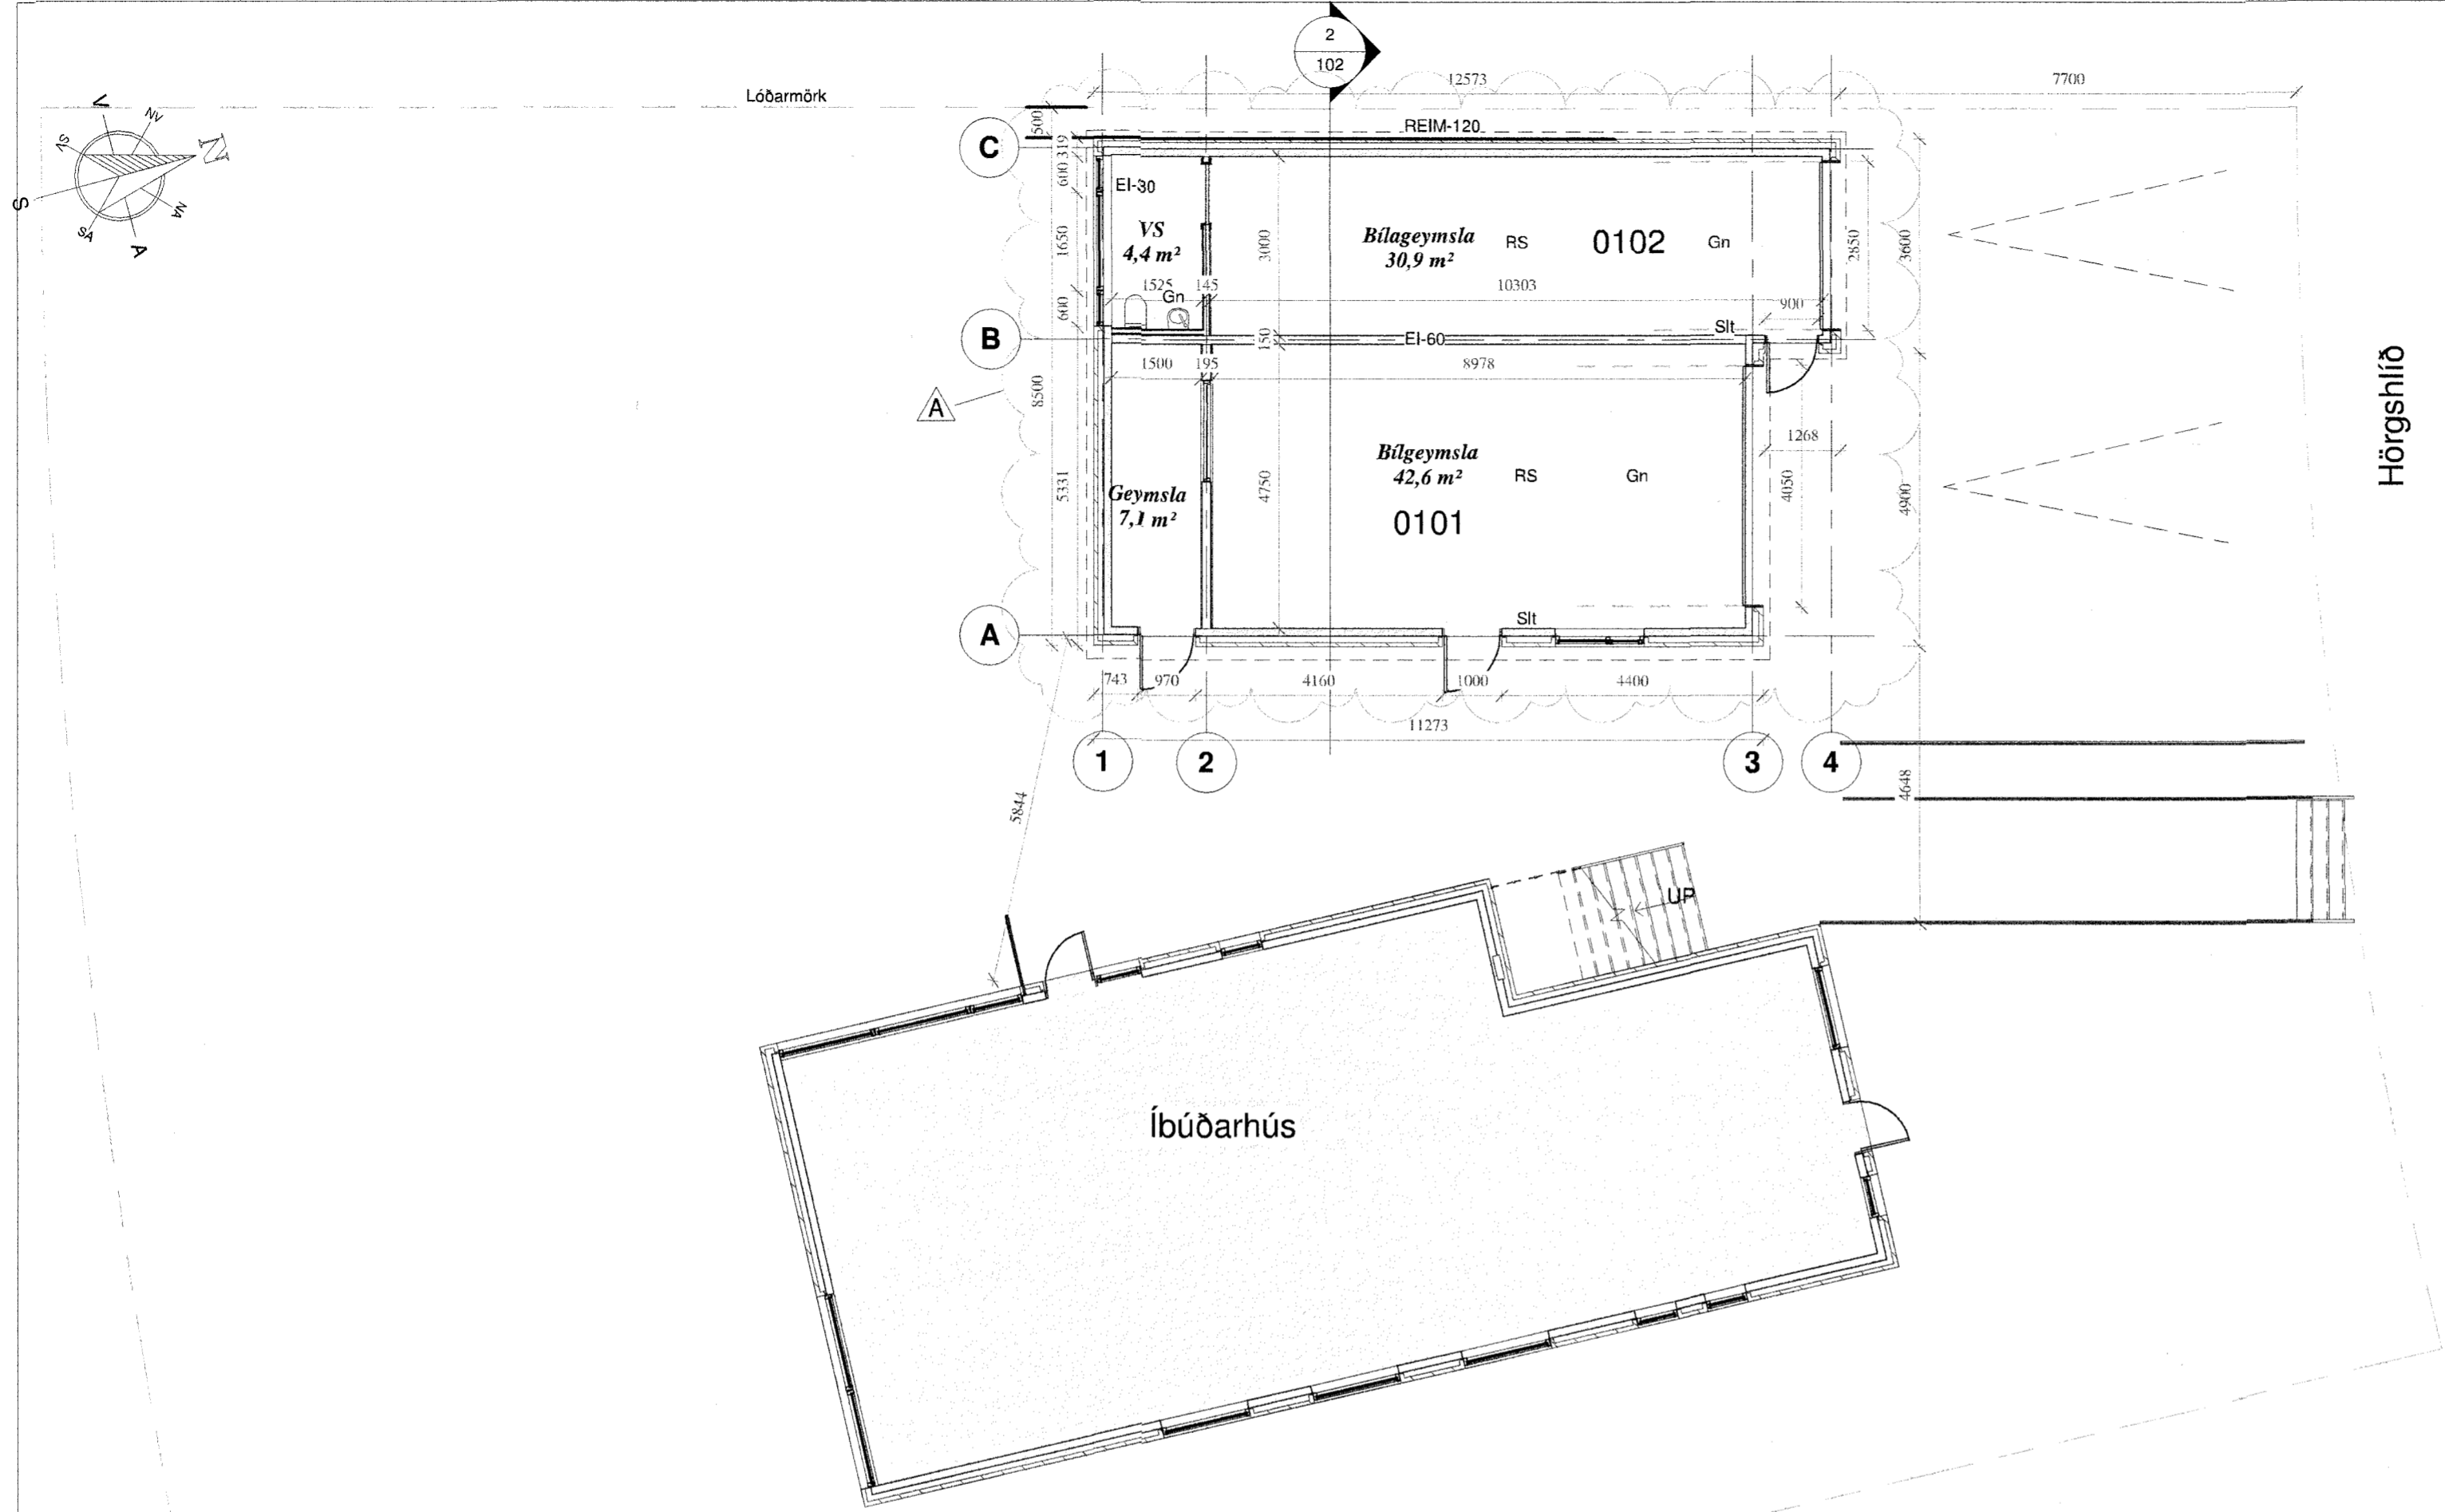 2
102
12573
7700
Lóðarmörk
V
NV
N
SV
S
NA
SA
A
500
REIM-120
C
319
600
EI-30
VS
4,4 m²
1650
3000
Bílageymsla
30,9 m²
RS
0102
Gn
2850
3600
1525
145
10303
Gn
600
900
Slt
B
150
EI-60
1500
195
8978
Hörgshlíð
A
8500
1268
Bílgeymsla
42,6 m²
RS
Gn
5331
Geymsla
7,1 m²
4750
4050
4900
0101
Slt
A
743
970
4160
1000
4400
11273
1
2
3
4
5844
4648
UP
Íbúðarhús